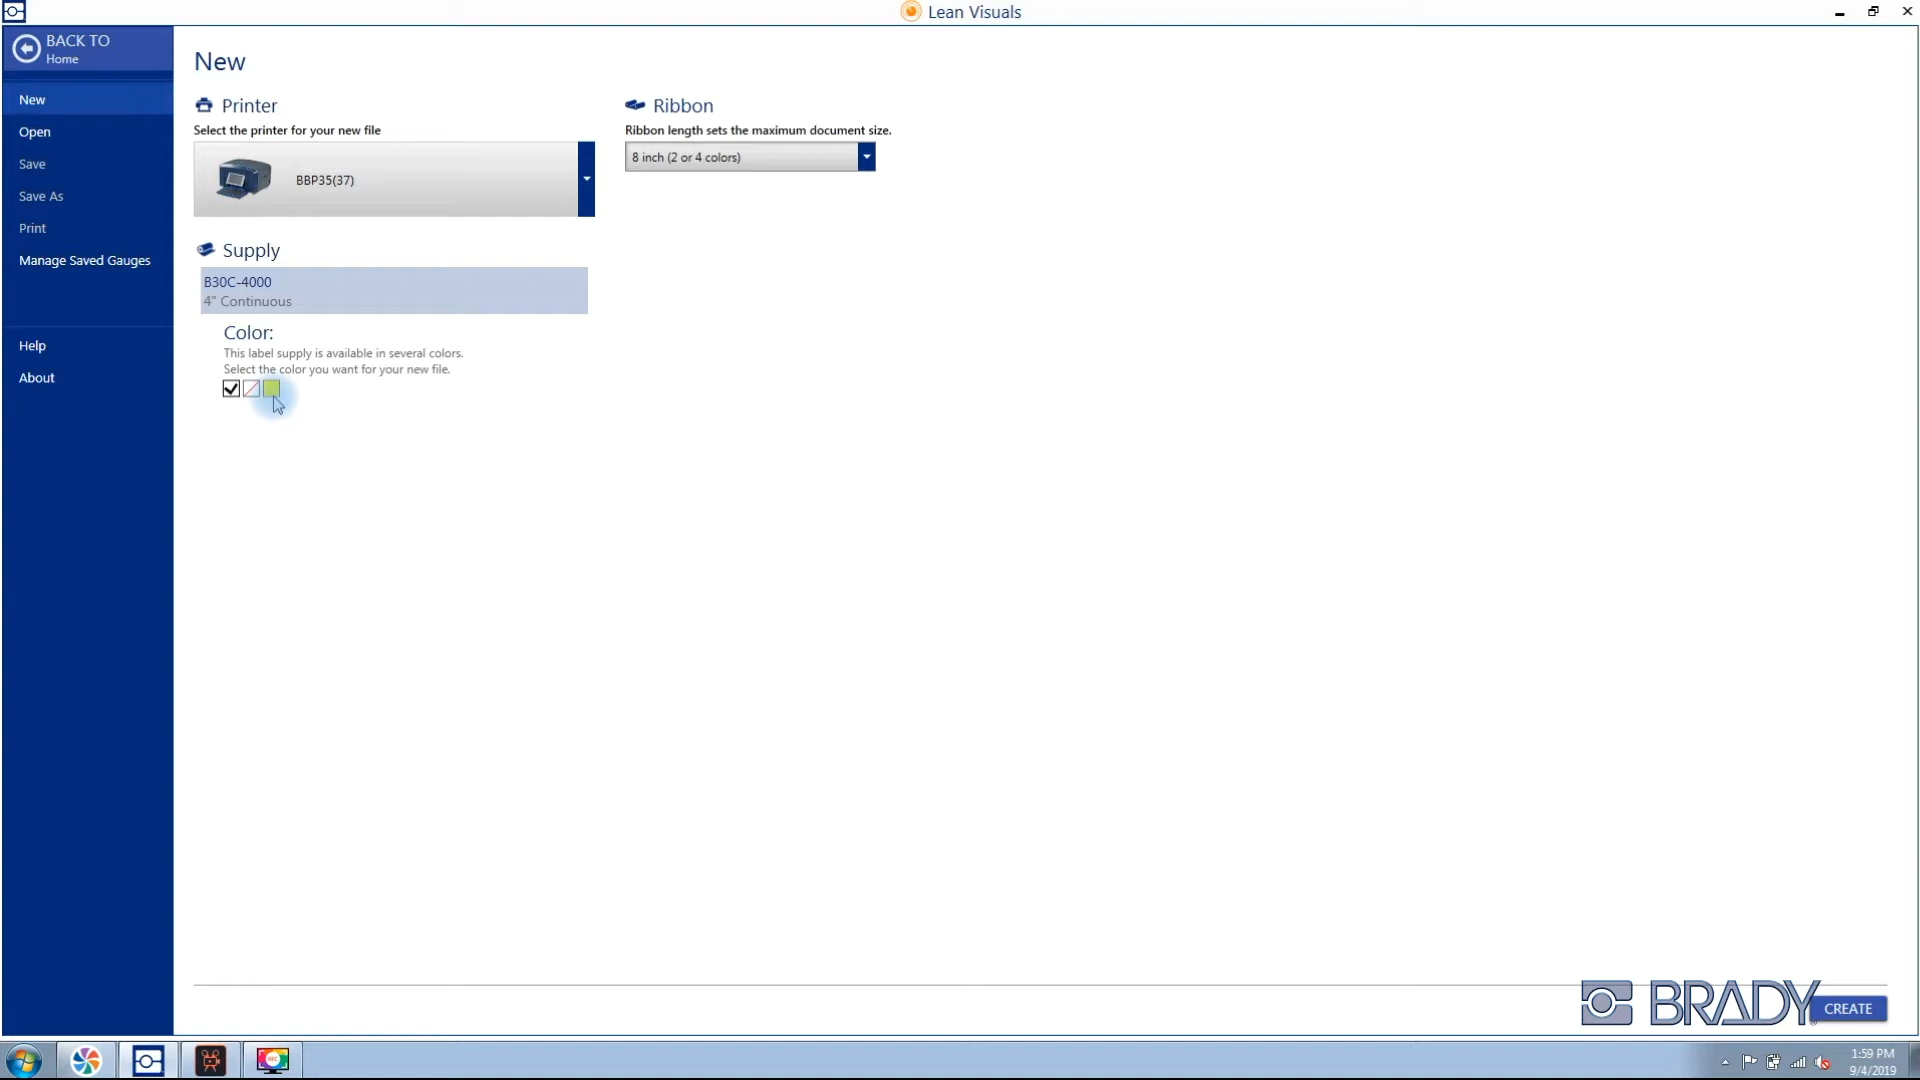 Lean Visuals
BACK TO
Home
New
Open
Save
Save As
Print
Manage Saved Gauges
Help
About
New
Printer
Select the printer for your new file
BBP35(37)
Ribbon
Ribbon length sets the maximum document size.
8 inch (2 or 4 colors)
Supply
B30C-4000
4" Continuous
Color:
This label supply is available in several colors.
Select the color you want for your new file.
BRADY
CREATE
1:59 PM
9/4/2019